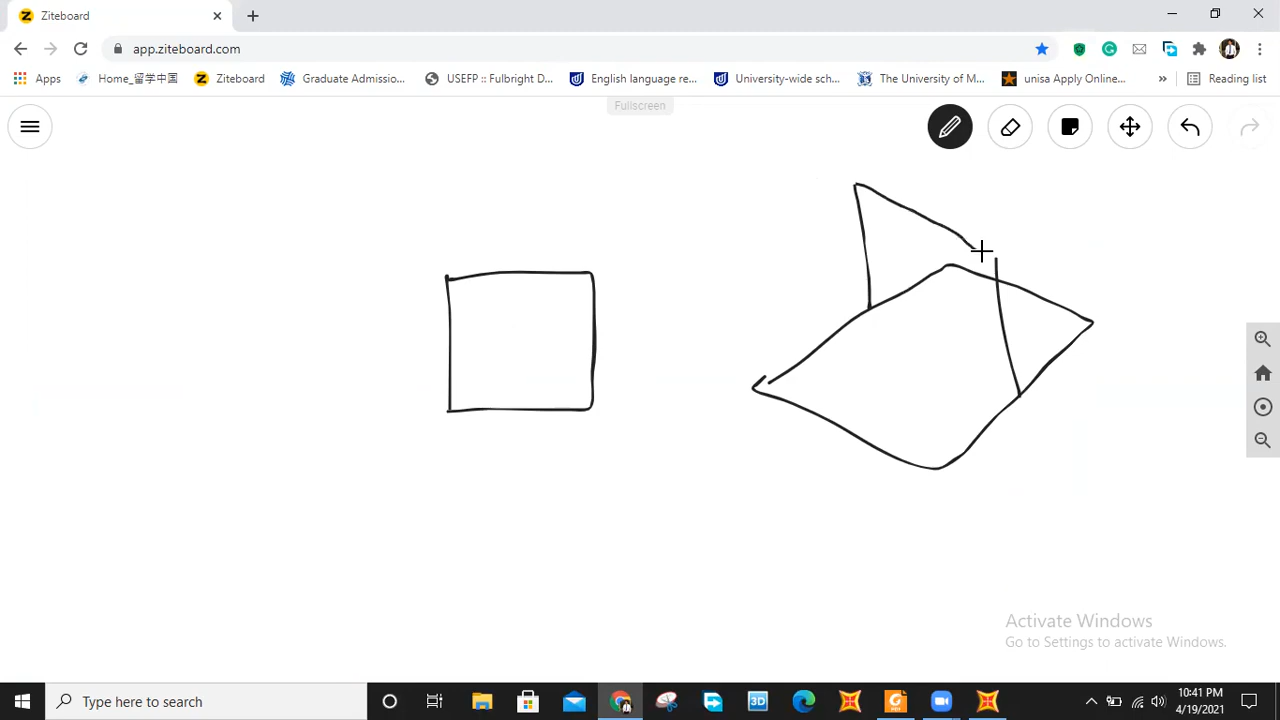 Ziteboard
app.ziteboard.com
Apps Home_留学中国 Ziteboard Graduate Admissio... USEFP :: Fulbright D... English language re... University-wide sch... The University of M... unisa Apply Online... » Reading list
Fullscreen
Activate Windows
Go to Settings to activate Windows.
Type here to search
10:41 PM
4/19/2021